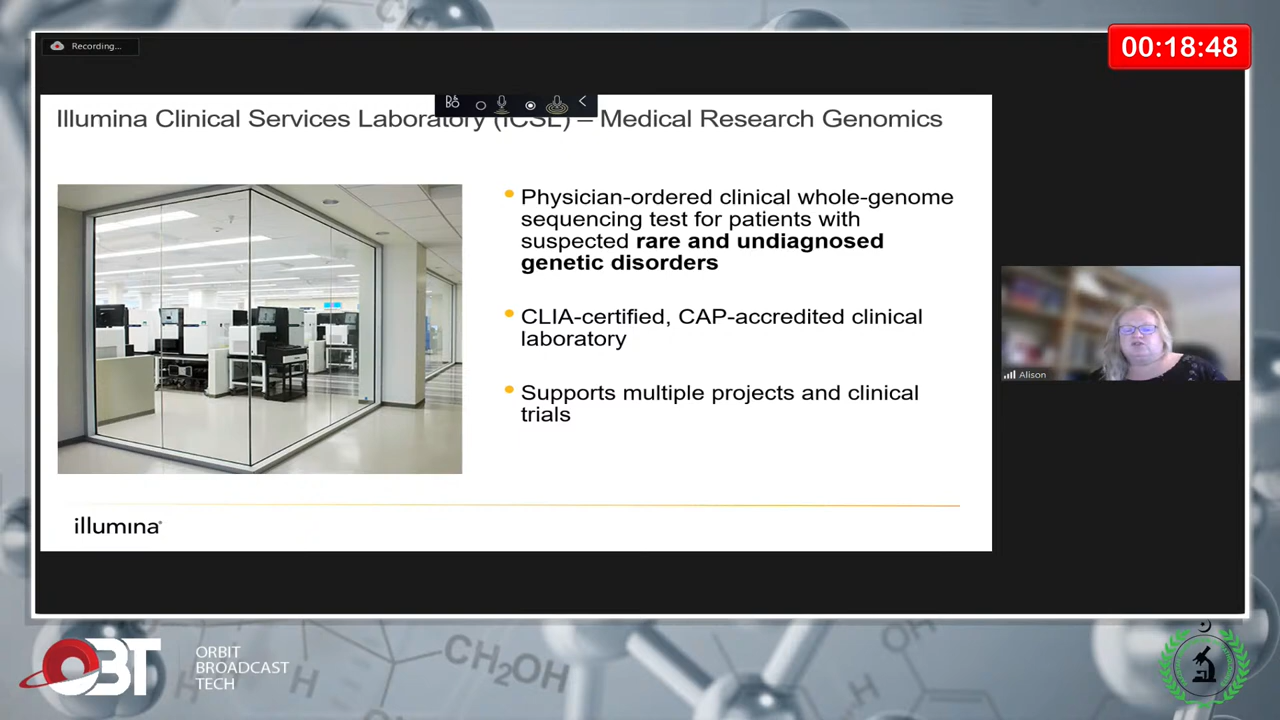 Recording...
00:18:48
Illumina Clinical Services Laboratory (ICSL) – Medical Research Genomics
• Physician-ordered clinical whole-genome
sequencing test for patients with
suspected rare and undiagnosed
genetic disorders
• CLIA-certified, CAP-accredited clinical
laboratory
• Supports multiple projects and clinical
trials
Alison
illumina®
OBT
ORBIT
BROADCAST
TECH
CH₂OH
H
H
OH
H